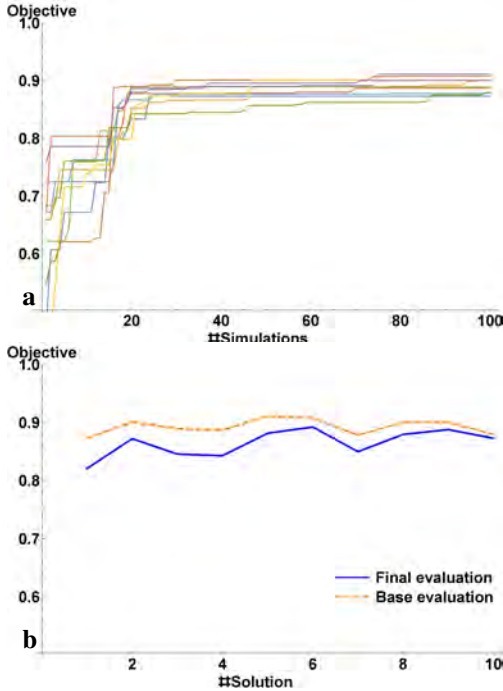 Objective
1.0
0.9
0.8
0.7
0.6
a
20 40 60 80 100
#Simulations
Objective
1.0
0.9
0.8
0.7
0.6
b
Final evaluation
Base evaluation
2 4 6 8 10
#Solution